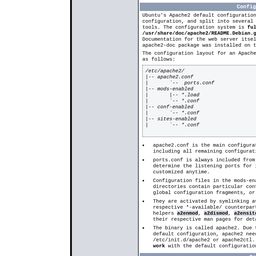 Config
Ubuntu's Apache2 default configuration
configuration, and split into several
tools. The configuration system is ful
/usr/share/doc/apache2/README.Debian.g
Documentation for the web server itsel
apache2-doc package was installed on t
The configuration layout for an Apache
as follows:
/etc/apache2/
|-- apache2.conf
| `-- ports.conf
|-- mods-enabled
| |-- *.load
| `-- *.conf
|-- conf-enabled
| `-- *.conf
|-- sites-enabled
| `-- *.conf
• apache2.conf is the main configurat
including all remaining configurati
• ports.conf is always included from
determine the listening ports for i
customized anytime.
• Configuration files in the mods-ena
directories contain particular conf
global configuration fragments, or
• They are activated by symlinking av
respective *-available/ counterpart
helpers a2enmod, a2dismod, a2ensite
their respective man pages for deta
• The binary is called apache2. Due t
default configuration, apache2 need
/etc/init.d/apache2 or apache2ctl.
work with the default configuration